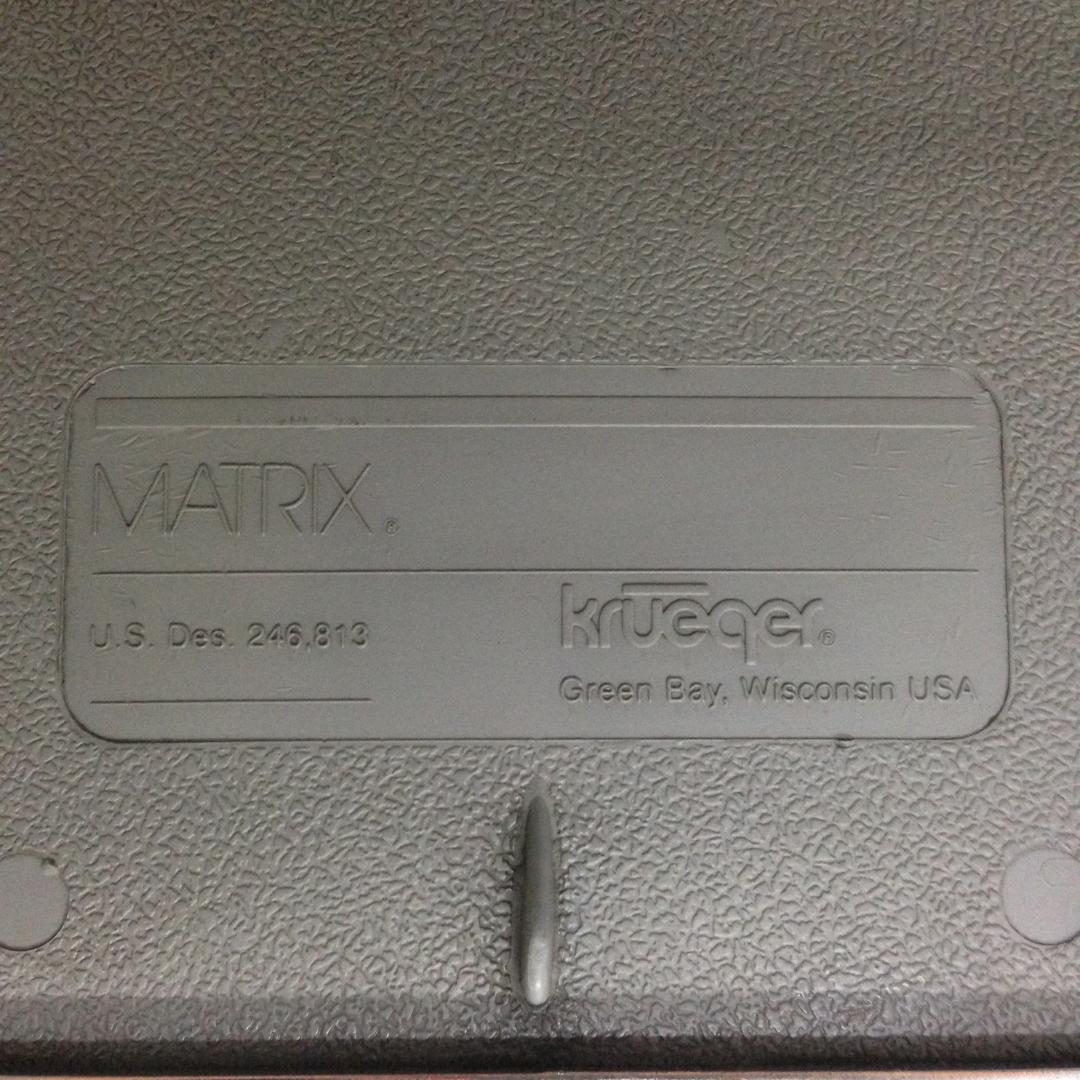 MATRIX®
U.S. Des. 246,813
krueger®
Green Bay, Wisconsin USA